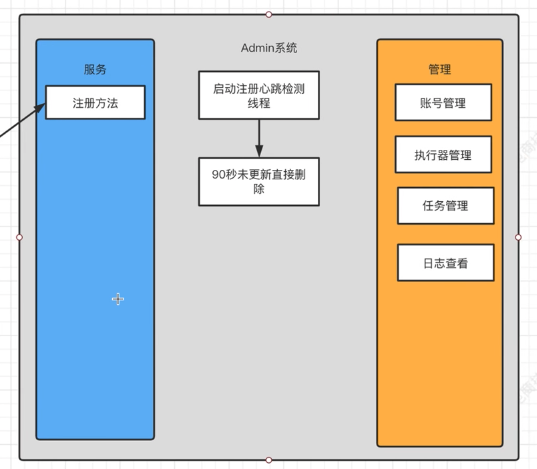 Admin系统
服务
注册方法
启动注册心跳检测
线程
90秒未更新直接删
除
管理
账号管理
执行器管理
任务管理
日志查看